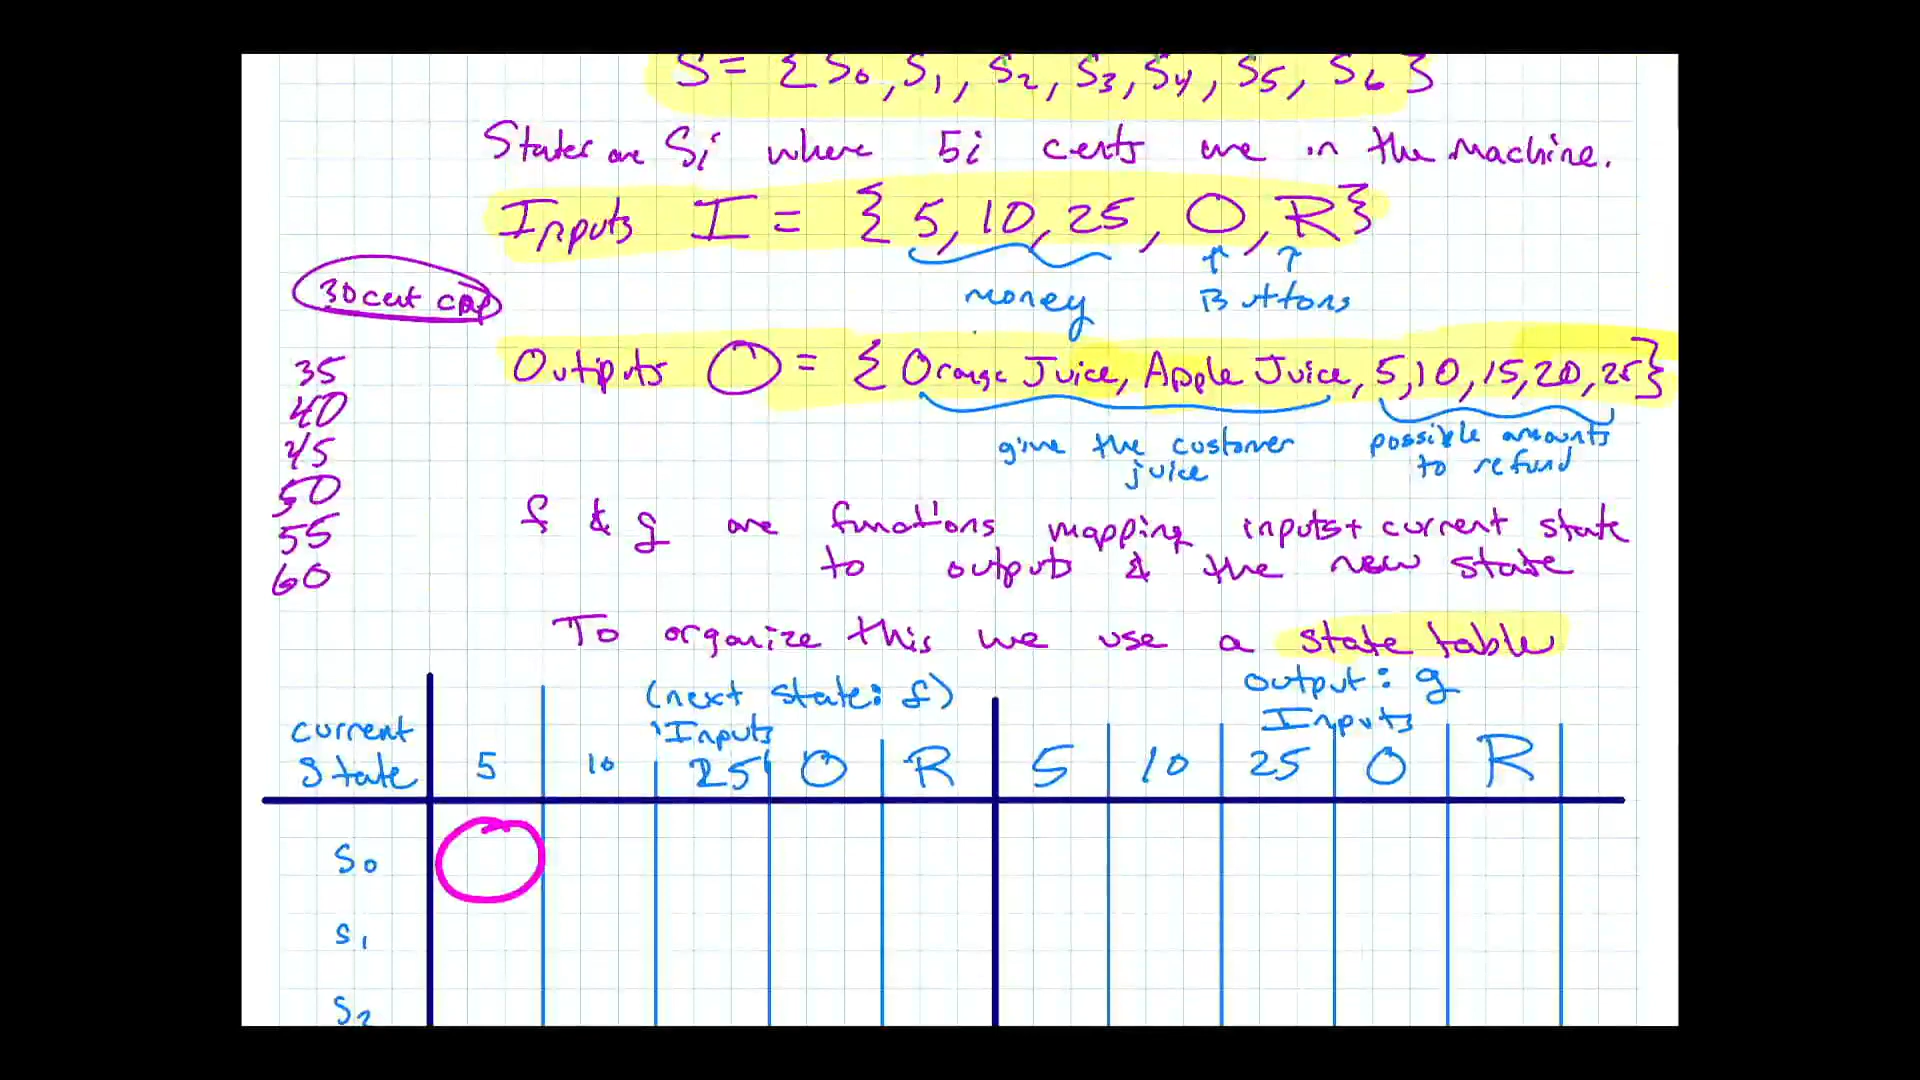 S = {S0, S1, S2, S3, S4, S5, S6}
States are Si where 5i cents are in the machine.
Inputs I = {5, 10, 25, O, R}
money Buttons
30 cent cap
Outputs O = {Orange Juice, Apple Juice, 5, 10, 15, 20, 25}
give the customer juice
possible amounts to refund
35
40
45
50
55
60
f & g are functions mapping inputs + current state
to outputs & the new state
To organize this we use a state table
(next state: f) output: g
Inputs Inputs
current state 5 10 25 O R 5 10 25 O R
S0
S1
S2